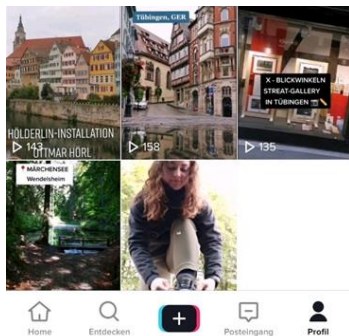 Tübingen, GER
HÖLDERLIN-INSTALLATION
OTTMAR HÖRL
143
158
X - BLICKWINKELN
STREAT-GALLERY
IN TÜBINGEN
135
MÄRCHENSEE
Wendelsheim
Home
Entdecken
Posteingang
Profil